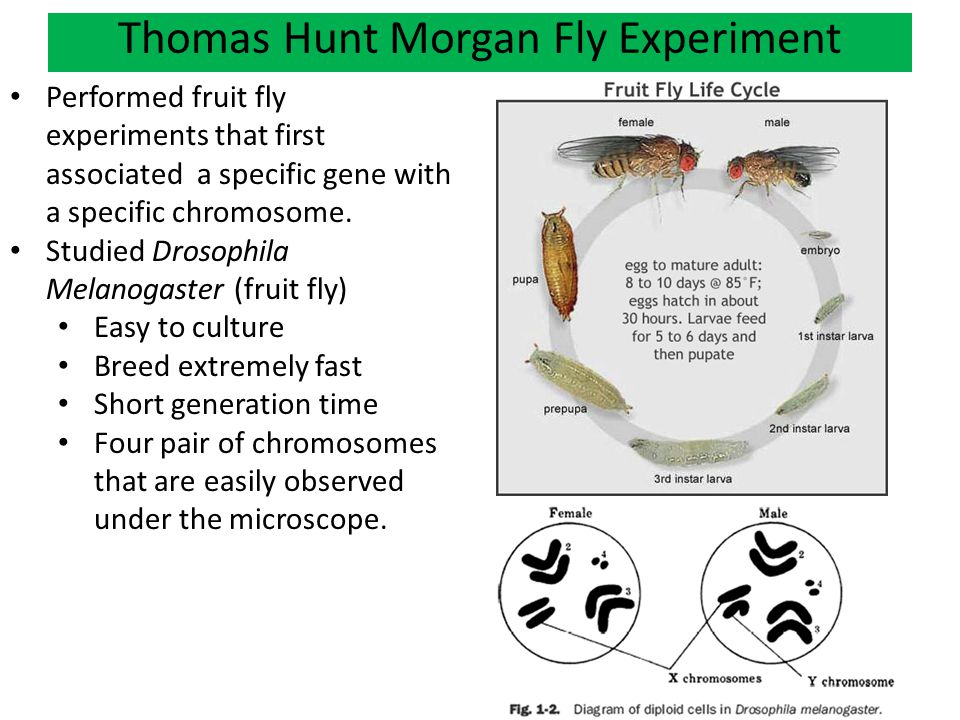 Thomas Hunt Morgan Fly Experiment
• Performed fruit fly
experiments that first
associated a specific gene with
a specific chromosome.
• Studied Drosophila
Melanogaster (fruit fly)
• Easy to culture
• Breed extremely fast
• Short generation time
• Four pair of chromosomes
that are easily observed
under the microscope.
Fruit Fly Life Cycle
female
male
embryo
1st instar larva
2nd instar larva
3rd instar larva
prepupa
pupa
egg to mature adult:
8 to 10 days @ 85°F;
eggs hatch in about
30 hours. Larvae feed
for 5 to 6 days and
then pupate
Female
Male
2
4
3
2
4
3
X chromosomes
Y chromosome
Fig. 1-2. Diagram of diploid cells in Drosophila melanogaster.